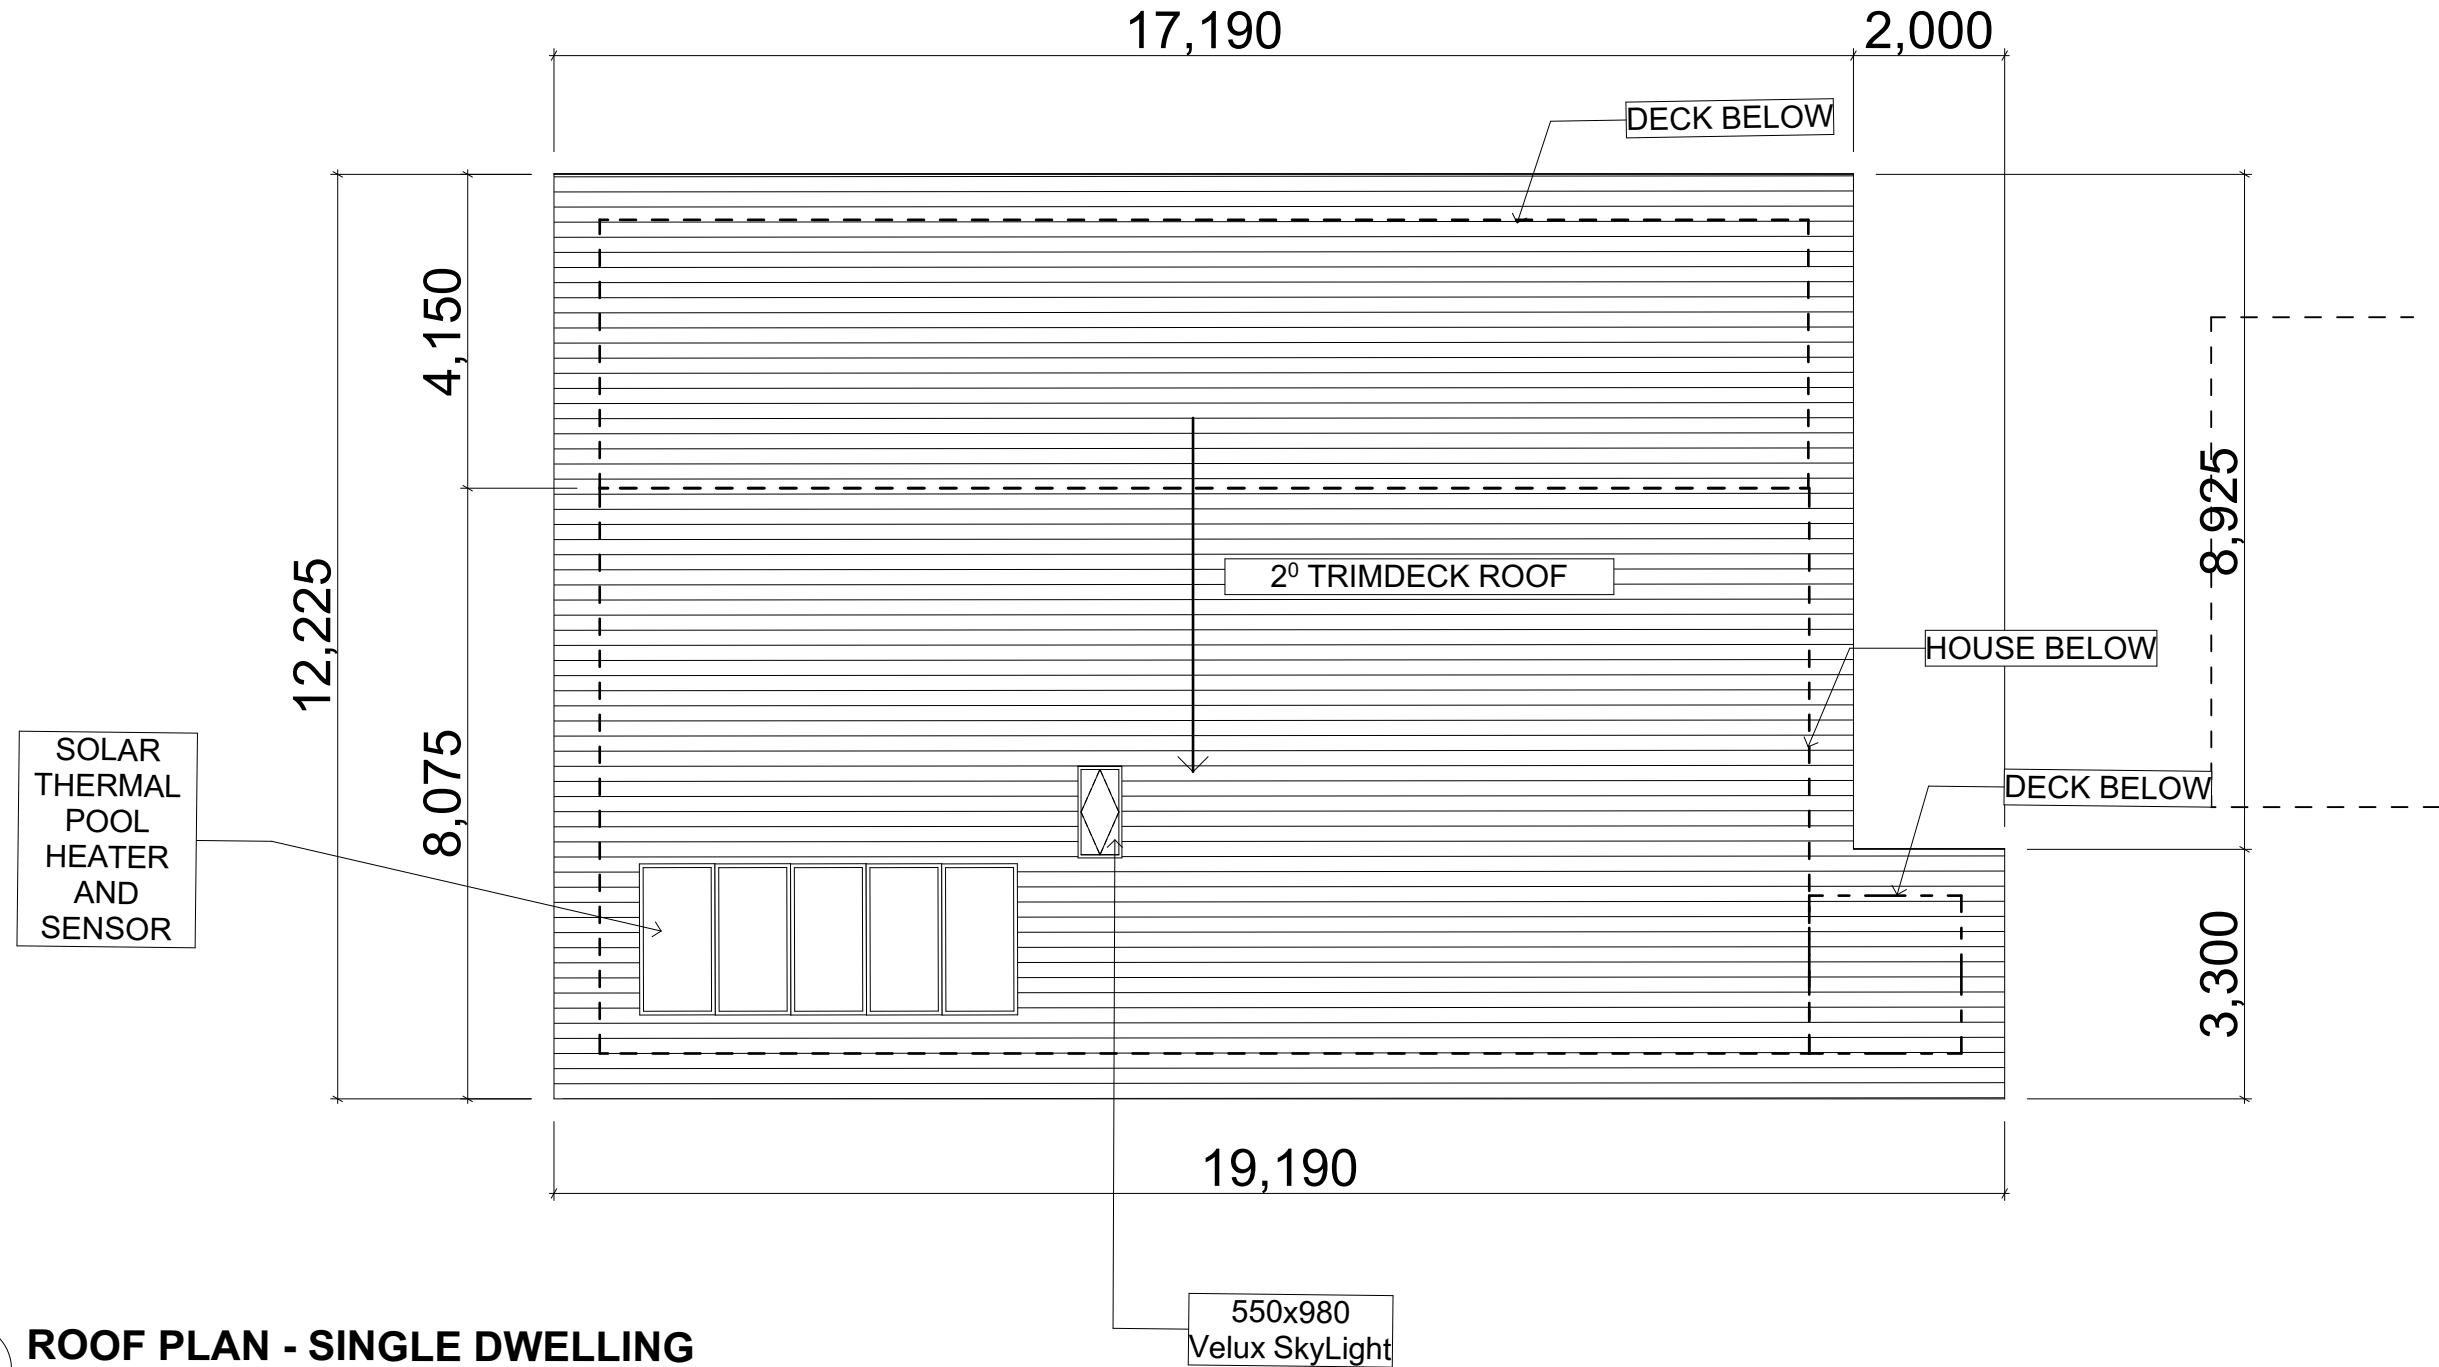 17,190
2,000
DECK BELOW
4,150
8,925
12,225
2⁰ TRIMDECK ROOF
HOUSE BELOW
SOLAR
THERMAL
POOL
HEATER
AND
SENSOR
8,075
DECK BELOW
3,300
19,190
550x980
Velux SkyLight
ROOF PLAN - SINGLE DWELLING